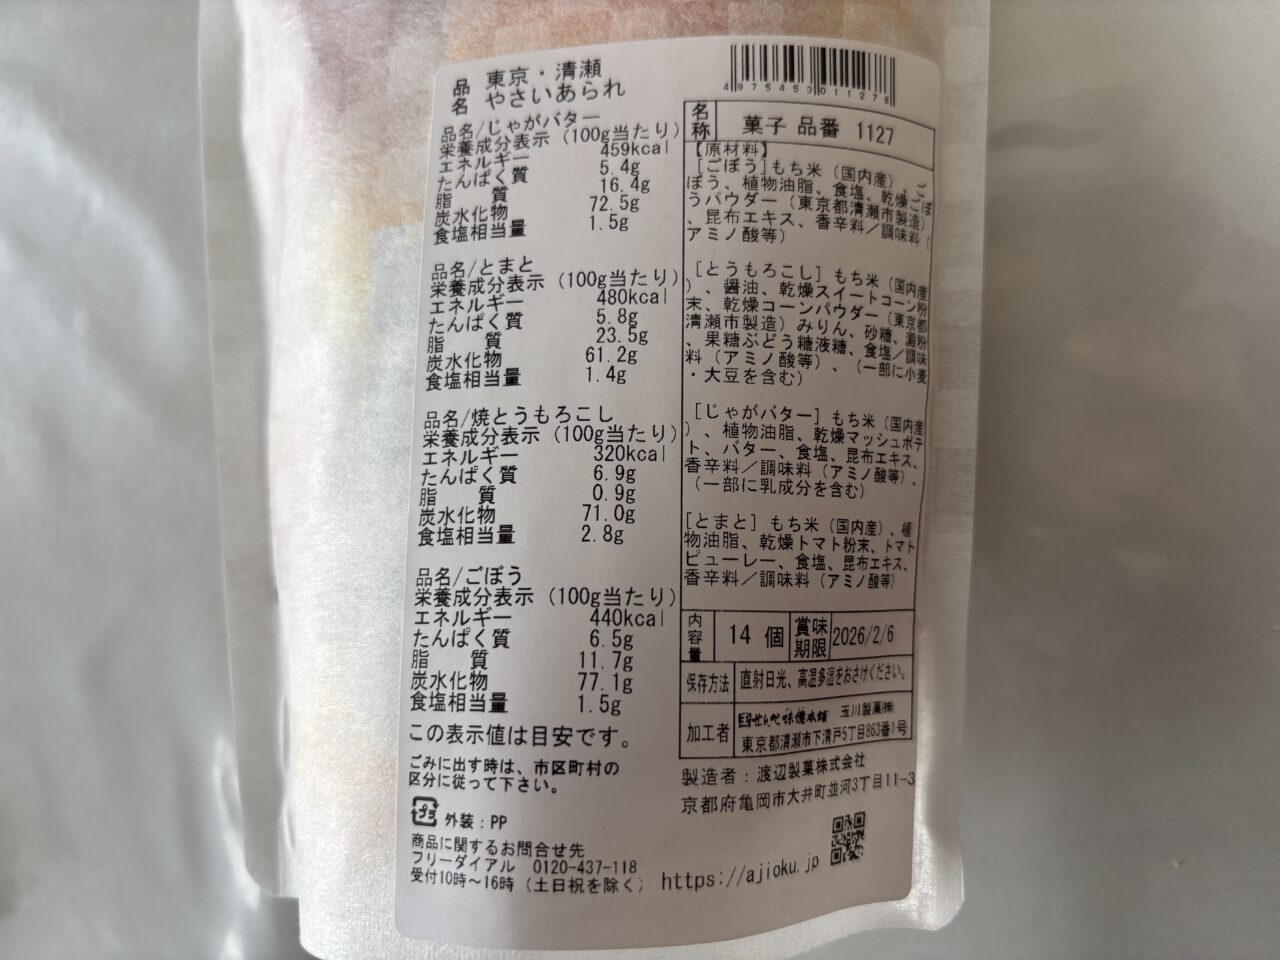 品名 東京・清瀬
やさいあられ
品名/じゃがバター
栄養成分表示 (100g当たり)
エネルギー 459kcal
たんぱく質 5.4g
脂 質 16.4g
炭水化物 72.5g
食塩相当量 1.5g
品名/とまと
栄養成分表示 (100g当たり)
エネルギー 480kcal
たんぱく質 5.8g
脂 質 23.5g
炭水化物 61.2g
食塩相当量 1.4g
品名/焼とうもろこし
栄養成分表示 (100g当たり)
エネルギー 320kcal
たんぱく質 6.9g
脂 質 0.9g
炭水化物 71.0g
食塩相当量 2.8g
品名/ごぼう
栄養成分表示 (100g当たり)
エネルギー 440kcal
たんぱく質 6.5g
脂 質 11.7g
炭水化物 77.1g
食塩相当量 1.5g
この表示値は目安です。
ごみに出す時は、市区町村の
区分に従って下さい。
プラ 外装：PP
商品に関するお問合せ先
フリーダイアル 0120-437-118
受付10時～16時（土日祝を除く）
4975453011278
名称 菓子 品番 1127
【原材料】
[ごぼう]もち米（国内産）、ご
ぼう、植物油脂、食塩、乾燥ごぼ
うパウダー（東京都清瀬市製造）
、昆布エキス、香辛料／調味料（
アミノ酸等）
[とうもろこし] もち米（国内産
）、醤油、乾燥スイートコーン粉
末、乾燥コーンパウダー（東京都
清瀬市製造）みりん、砂糖、澱粉
、果糖ぶどう糖液糖、食塩／調味
料（アミノ酸等）、（一部に小麦
・大豆を含む）
[じゃがバター] もち米（国内産
）、植物油脂、乾燥マッシュポテ
ト、バター、食塩、昆布エキス、
香辛料／調味料（アミノ酸等）、
（一部に乳成分を含む）
[とまと] もち米（国内産）、植
物油脂、乾燥トマト粉末、トマト
ピューレー、食塩、昆布エキス、
香辛料／調味料（アミノ酸等）
内容量 14 個 賞味期限 2026/2/6
保存方法 直射日光、高温多湿をおさけください。
加工者 せんべい味億本舗 玉川製菓㈱
東京都清瀬市下清戸5丁目863番1号
製造者：渡辺製菓株式会社
京都府亀岡市大井町並河3丁目11-3
https://ajioku.jp